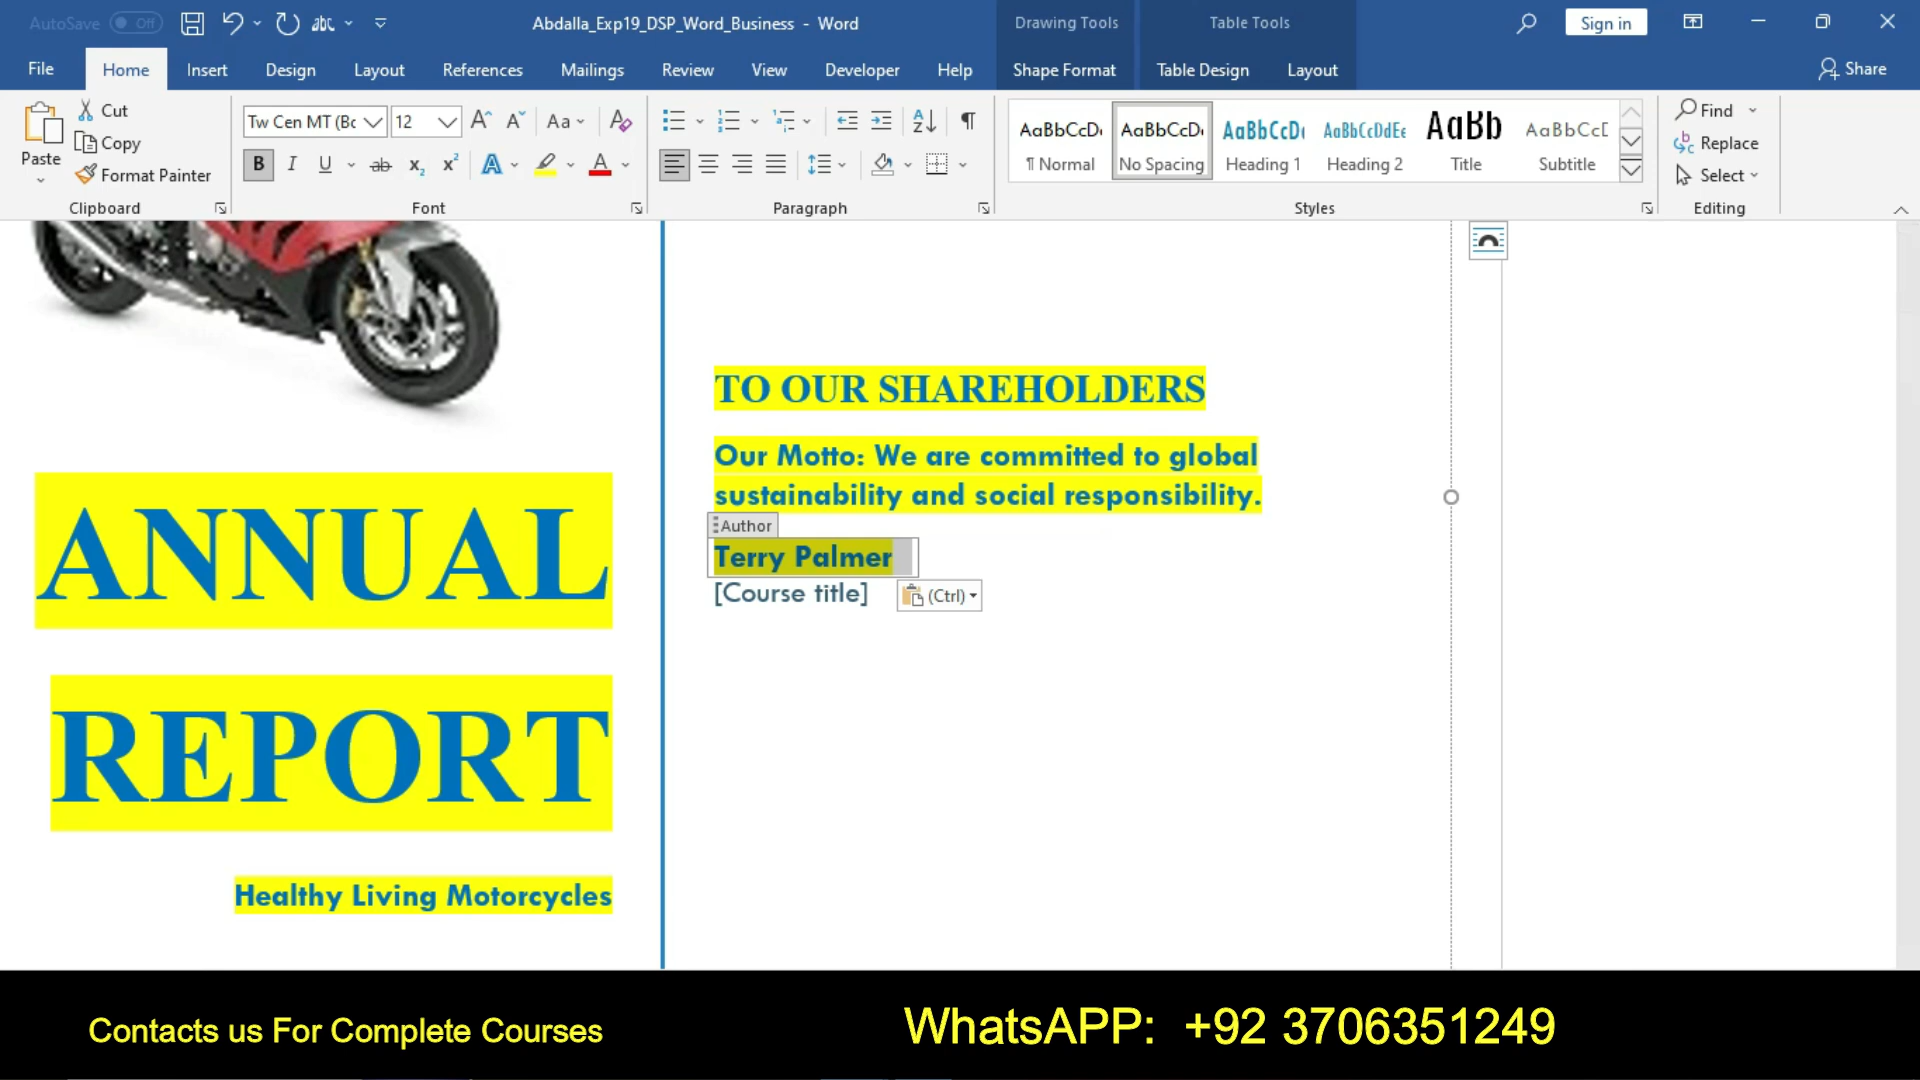 AutoSave Off
Abdalla_Exp19_DSP_Word_Business - Word
Drawing Tools
Table Tools
Sign in
File Home Insert Design Layout References Mailings Review View Developer Help Shape Format Table Design Layout Share
Paste
Cut
Copy
Format Painter
Clipboard
Tw Cen MT (Bc 12
Font
Paragraph
AaBbCcDı AaBbCcDı AaBbCcDı AaBbCcDdEe AaBb AaBbCcD
¶ Normal No Spacing Heading 1 Heading 2 Title Subtitle
Styles
Find
Replace
Select
Editing
ANNUAL
REPORT
Healthy Living Motorcycles
TO OUR SHAREHOLDERS
Our Motto: We are committed to global
sustainability and social responsibility.
Author
Terry Palmer
[Course title]
(Ctrl)
Contacts us For Complete Courses
WhatsAPP: +92 3706351249